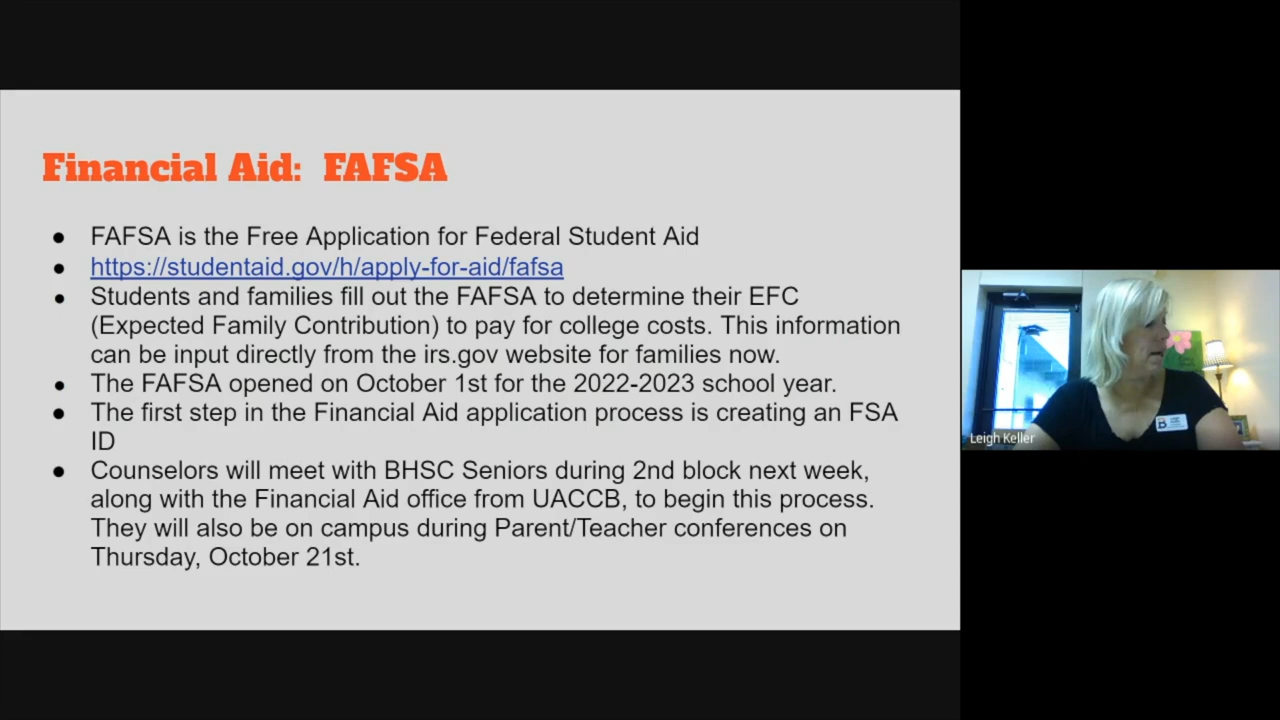 Financial Aid: FAFSA
● FAFSA is the Free Application for Federal Student Aid
● https://studentaid.gov/h/apply-for-aid/fafsa
● Students and families fill out the FAFSA to determine their EFC
(Expected Family Contribution) to pay for college costs. This information
can be input directly from the irs.gov website for families now.
● The FAFSA opened on October 1st for the 2022-2023 school year.
● The first step in the Financial Aid application process is creating an FSA
ID
● Counselors will meet with BHSC Seniors during 2nd block next week,
along with the Financial Aid office from UACCB, to begin this process.
They will also be on campus during Parent/Teacher conferences on
Thursday, October 21st.
Leigh Keller
B